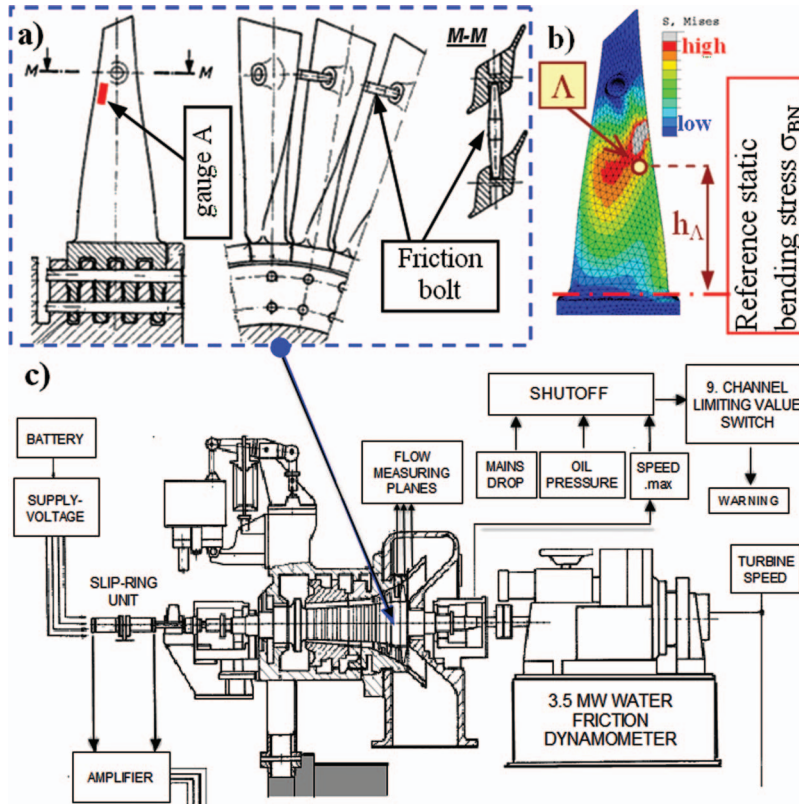 a)
M
M
gauge A
M-M
Friction
bolt
b)
S, Mises
high
low
Λ
hΛ
Reference static
bending stress σBN
c)
BATTERY
SUPPLY-
VOLTAGE
SLIP-RING
UNIT
AMPLIFIER
FLOW
MEASURING
PLANES
SHUTOFF
MAINS
DROP
OIL
PRESSURE
SPEED
.max
9. CHANNEL
LIMITING VALUE
SWITCH
WARNING
TURBINE
SPEED
3.5 MW WATER
FRICTION
DYNAMOMETER